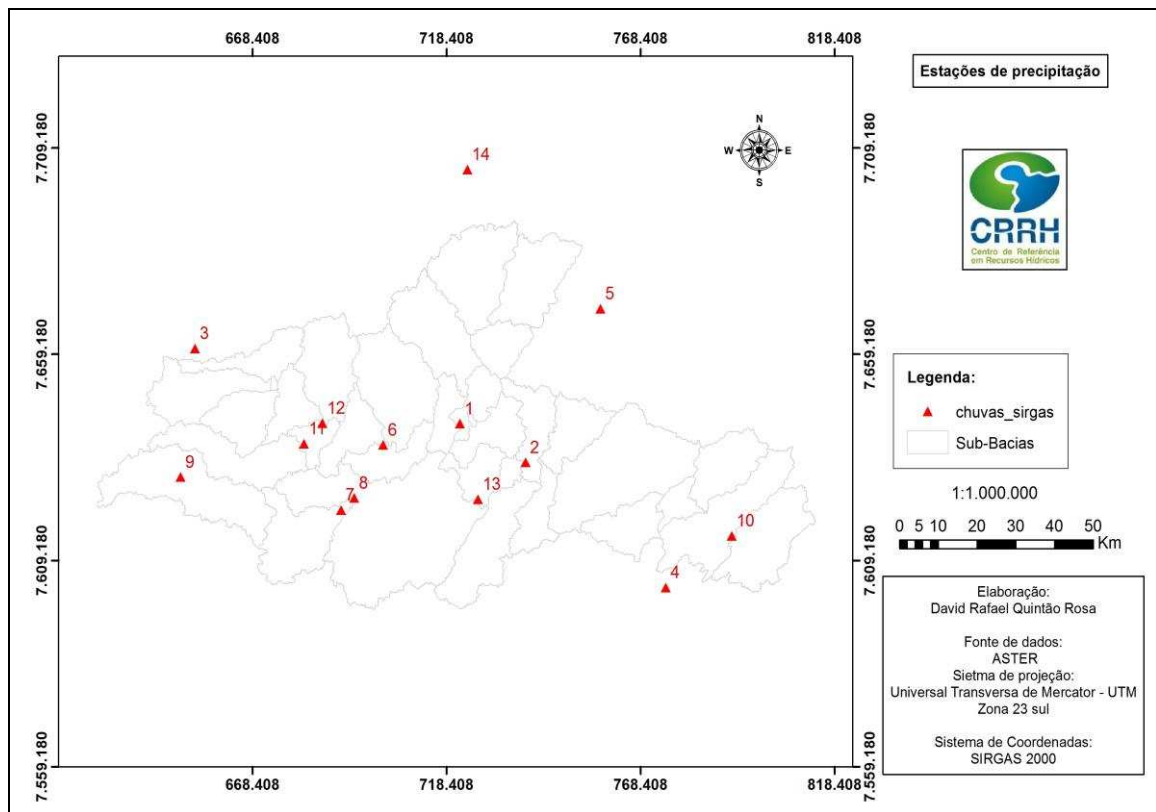 668.408
718.408
768.408
818.408
7.709.180
7.659.180
7.609.180
7.559.180
7.709.180
7.659.180
7.609.180
7.559.180
668.408
718.408
768.408
818.408
N
W
E
S
14
5
3
12
11
6
1
2
9
8
7
13
10
4
Estações de precipitação
CRRH
Centro de Referência
em Recursos Hídricos
Legenda:
chuvas_sirgas
Sub-Bacias
1:1.000.000
0 5 10 20 30 40 50
Km
Elaboração:
David Rafael Quintão Rosa
Fonte de dados:
ASTER
Sietma de projeção:
Universal Transversa de Mercator - UTM
Zona 23 sul
Sistema de Coordenadas:
SIRGAS 2000